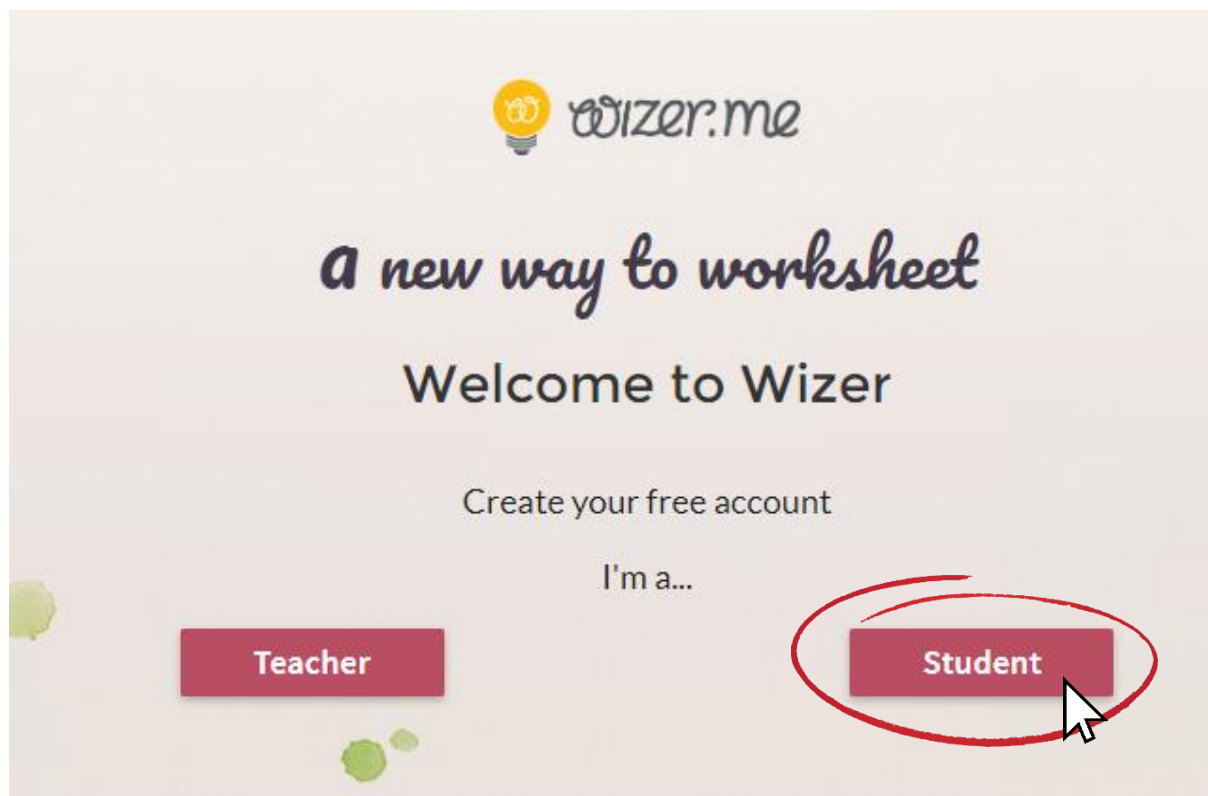 wizer.me
a new way to worksheet
Welcome to Wizer
Create your free account
I'm a...
Teacher Student